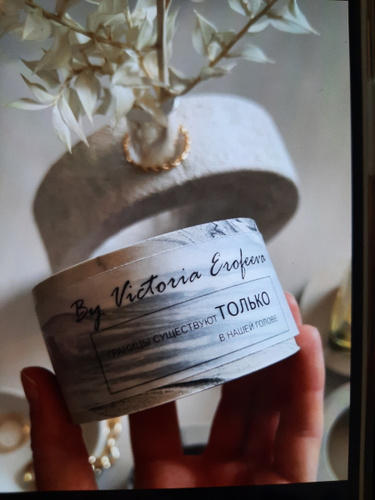 By Victoria Erofeeva
ГРАНИЦЫ СУЩЕСТВУЮТ ТОЛЬКО
В НАШЕЙ ГОЛОВЕ